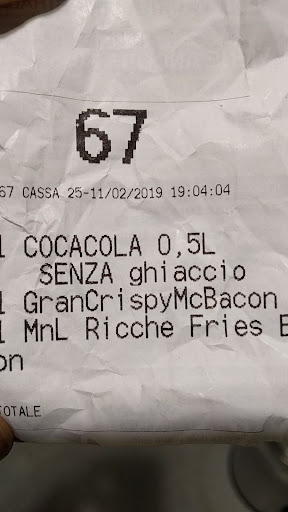 67
67 CASSA 25-11/02/2019 19:04:04
1 COCACOLA 0,5L
SENZA ghiaccio
1 GranCrispyMcBacon
1 MnL Ricche Fries
on
TOTALE